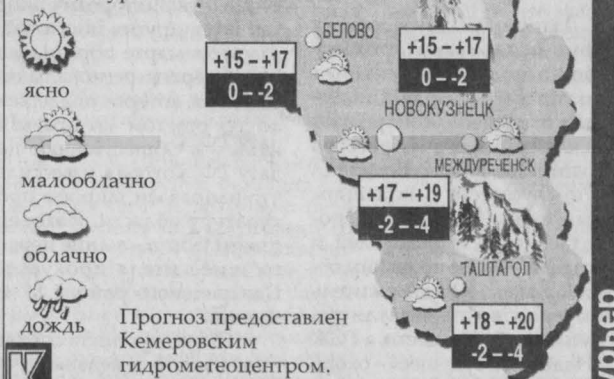 БЕЛОВО
+15 – +17
0 – -2
+15 – +17
0 – -2
ясно
НОВОКУЗНЕЦК
МЕЖДУРЕЧЕНСК
малооблачно
+17 – +19
-2 – -4
облачно
ТАШТАГОЛ
дождь
+18 – +20
-2 – -4
Прогноз предоставлен
Кемеровским
гидрометеоцентром.
К
рьер